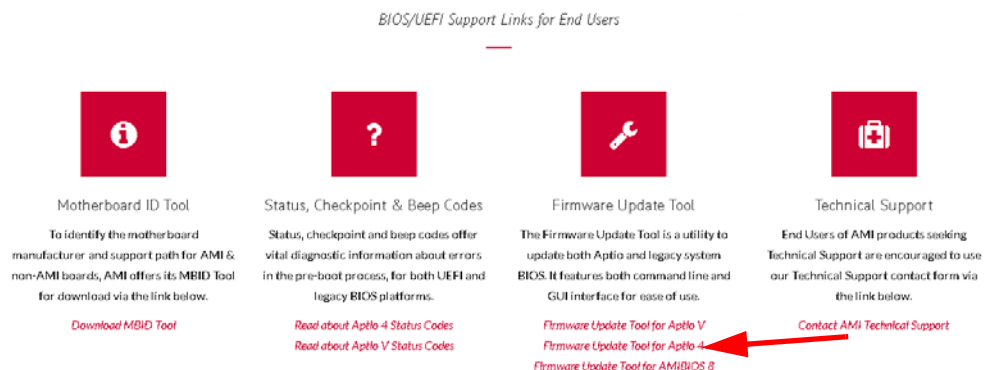 BIOS/UEFI Support Links for End Users
Motherboard ID Tool
To identify the motherboard
manufacturer and support path for AMI &
non-AMI boards, AMI offers its MBID Tool
for download via the link below.
Download MBID Tool
Status, Checkpoint & Beep Codes
Status, checkpoint and beep codes offer
vital diagnostic information about errors
in the pre-boot process, for both UEFI and
legacy BIOS platforms.
Read about Aptio 4 Status Codes
Read about Aptio V Status Codes
Firmware Update Tool
The Firmware Update Tool is a utility to
update both Aptio and legacy system
BIOS. It features both command line and
GUI interface for ease of use.
Firmware Update Tool for Aptio V
Firmware Update Tool for Aptio 4
Firmware Update Tool for AMIBIOS 8
Technical Support
End Users of AMI products seeking
Technical Support are encouraged to use
our Technical Support contact form via
the link below.
Contact AMI Technical Support